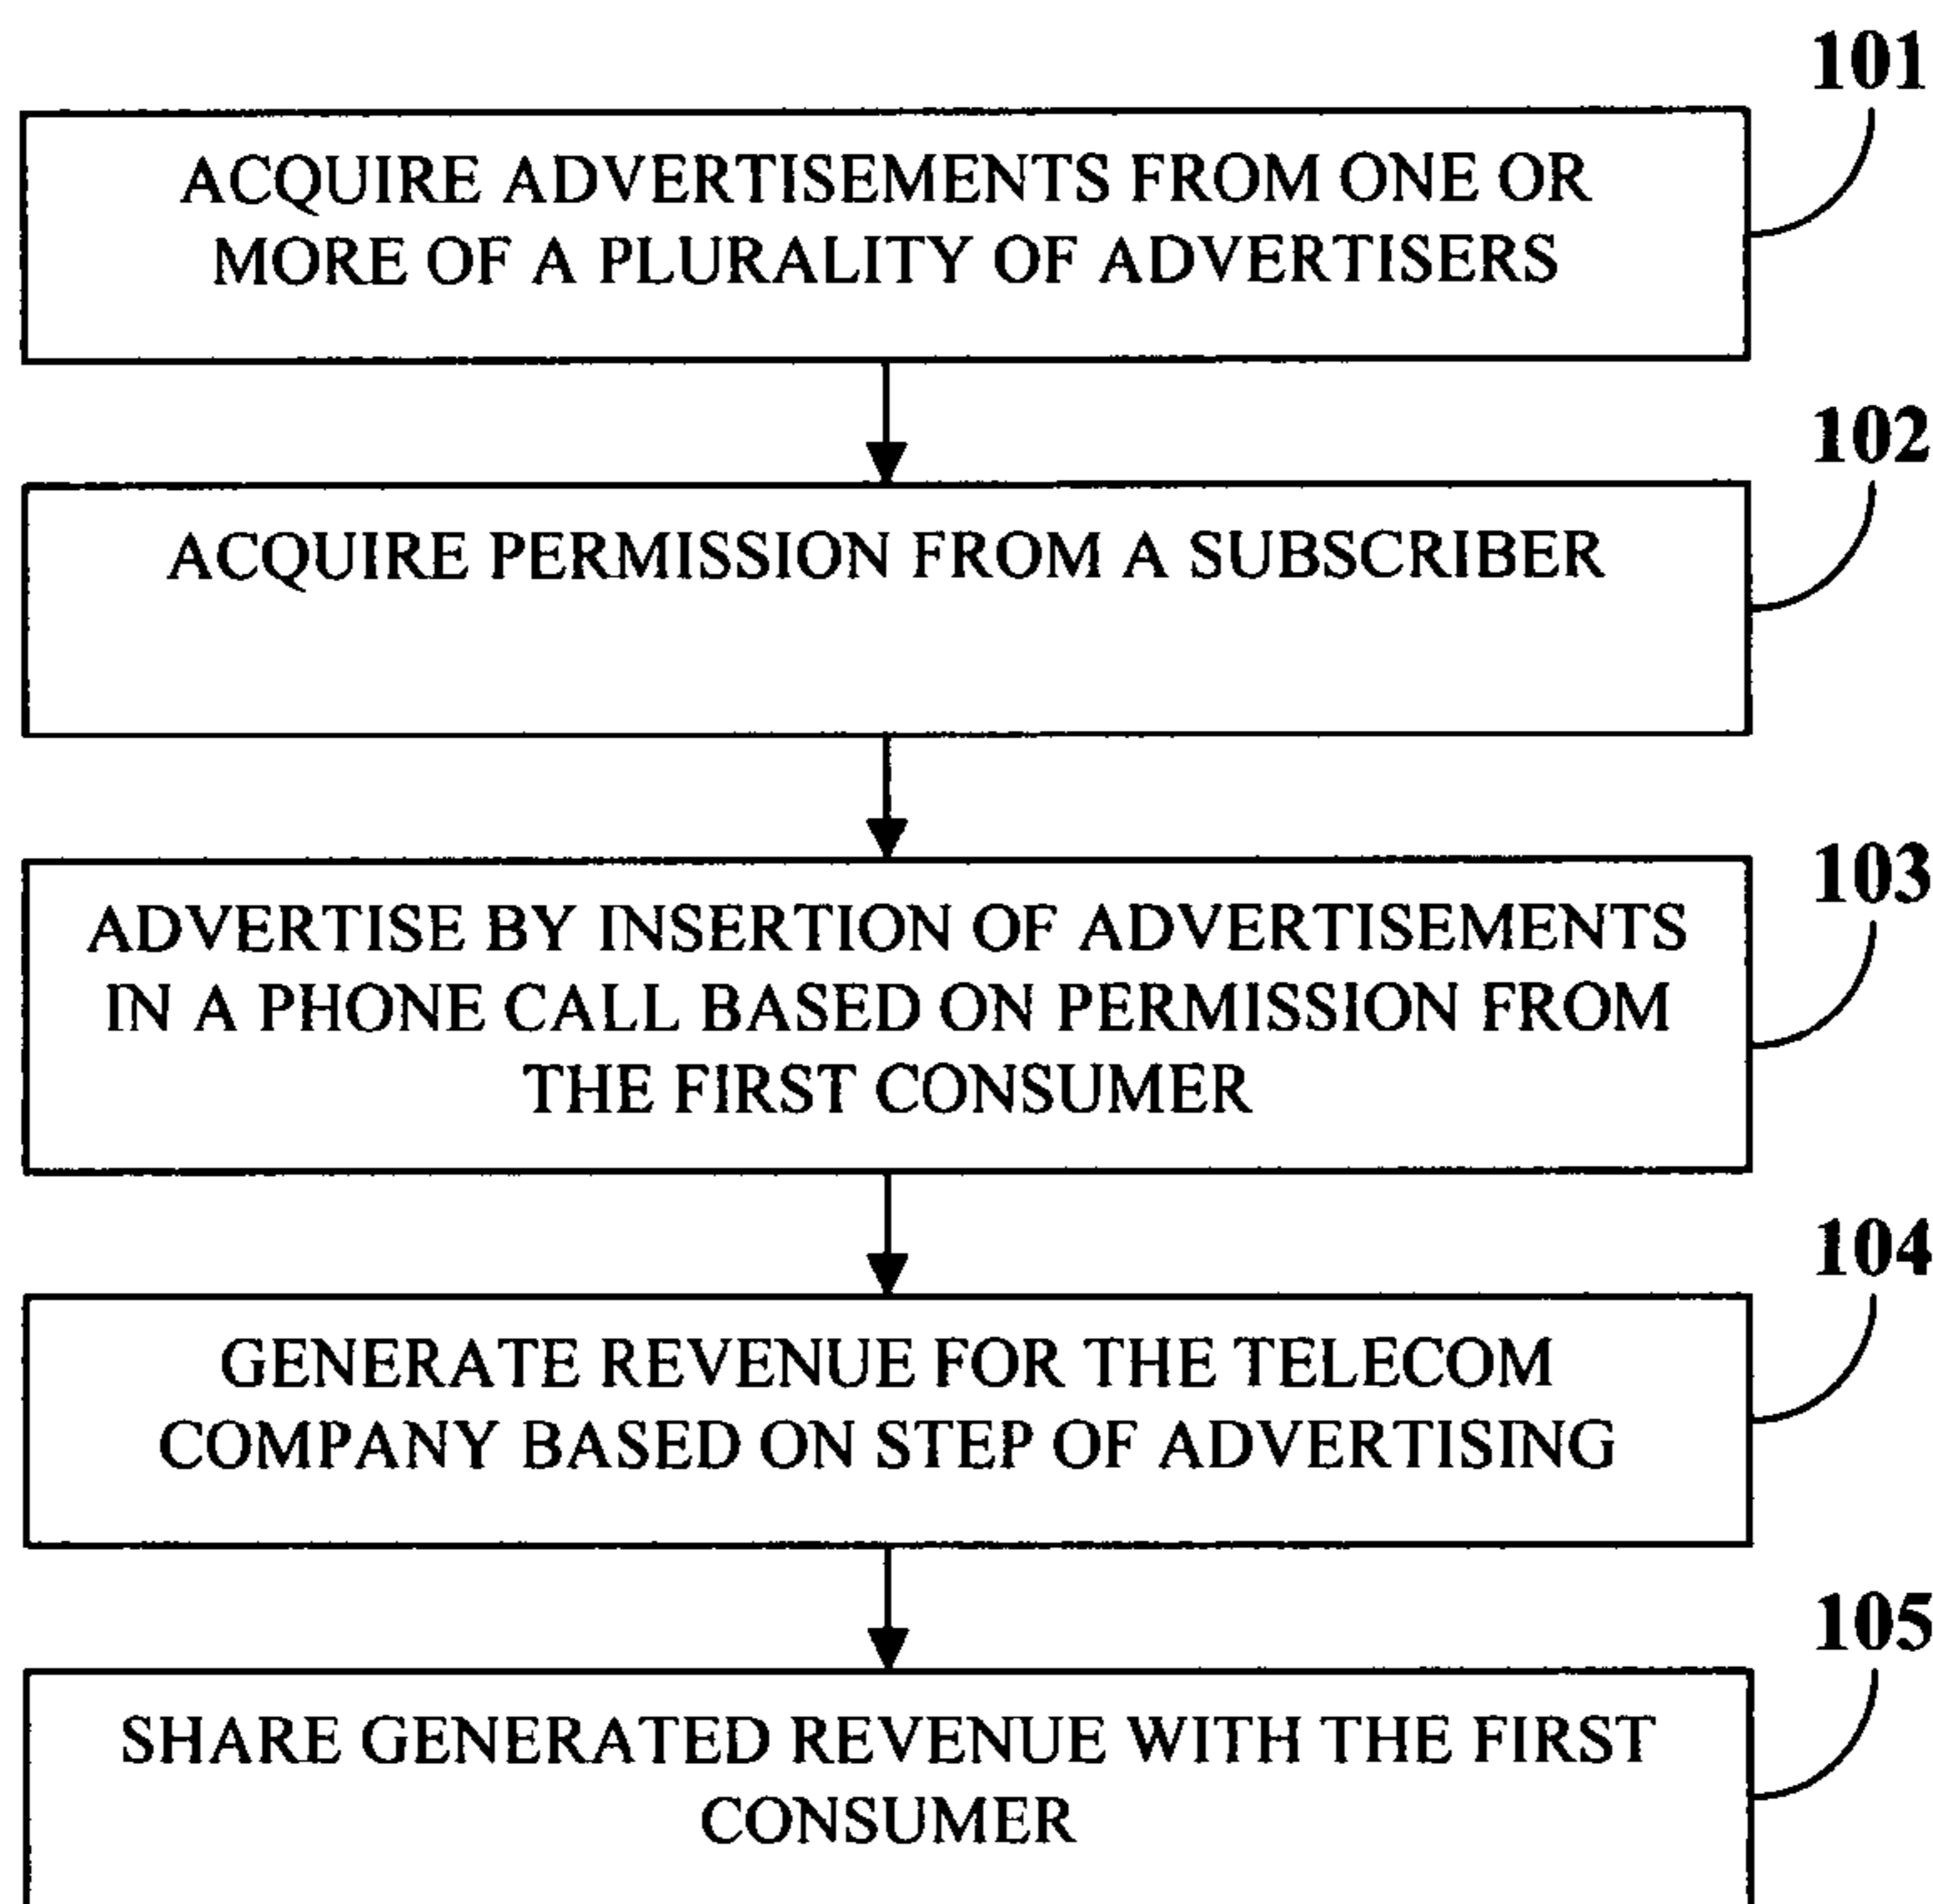 101
ACQUIRE ADVERTISEMENTS FROM ONE OR
MORE OF A PLURALITY OF ADVERTISERS
102
ACQUIRE PERMISSION FROM A SUBSCRIBER
103
ADVERTISE BY INSERTION OF ADVERTISEMENTS
IN A PHONE CALL BASED ON PERMISSION FROM
THE FIRST CONSUMER
104
GENERATE REVENUE FOR THE TELECOM
COMPANY BASED ON STEP OF ADVERTISING
105
SHARE GENERATED REVENUE WITH THE FIRST
CONSUMER